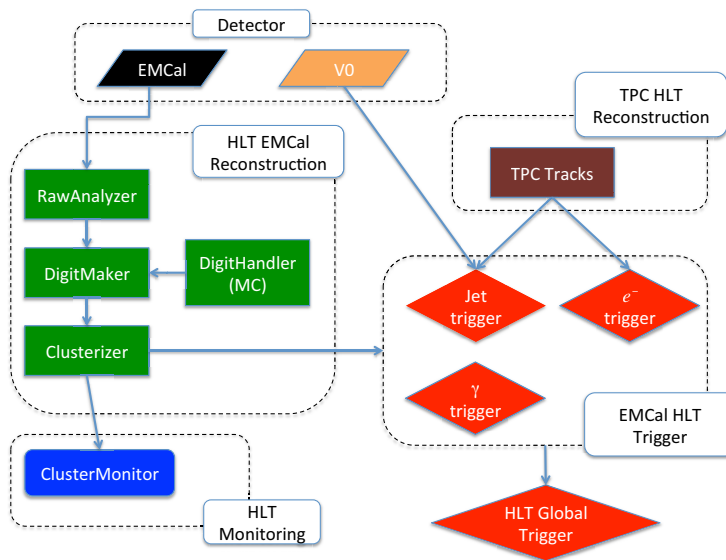 Detector
EMCal
V0
TPC HLT
Reconstruction
HLT EMCal
Reconstruction
TPC Tracks
RawAnalyzer
DigitMaker
DigitHandler
(MC)
Jet
trigger
e−
trigger
Clusterizer
γ
trigger
EMCal HLT
Trigger
ClusterMonitor
HLT
Monitoring
HLT Global
Trigger